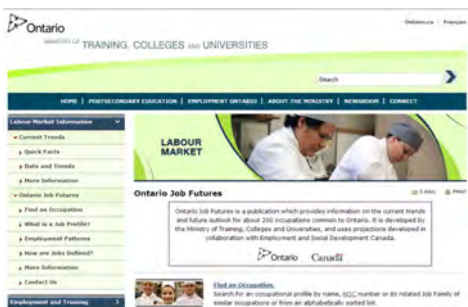 Ontario
Ontario.ca | Français
MINISTRY OF TRAINING, COLLEGES AND UNIVERSITIES
Search
HOME | POSTSECONDARY EDUCATION | EMPLOYMENT ONTARIO | ABOUT THE MINISTRY | NEWSROOM | CONNECT
Labour Market Information
Current Trends
Quick Facts
Data and Trends
More Information
Ontario Job Futures
Find an Occupation
What is a Job Profile?
Employment Patterns
How are Jobs Defined?
More Information
Contact Us
Employment and Training
LABOUR
MARKET
Ontario Job Futures
E-MAIL PRINT
Ontario Job Futures is a publication which provides information on the current trends
and future outlook for about 200 occupations common to Ontario. It is developed by
the Ministry of Training, Colleges and Universities, and uses projections developed in
collaboration with Employment and Social Development Canada.
Ontario Canada
Find an Occupation.
Search for an occupational profile by name, NOC number or its related Job Family of
similar occupations or from an alphabetically sorted list.